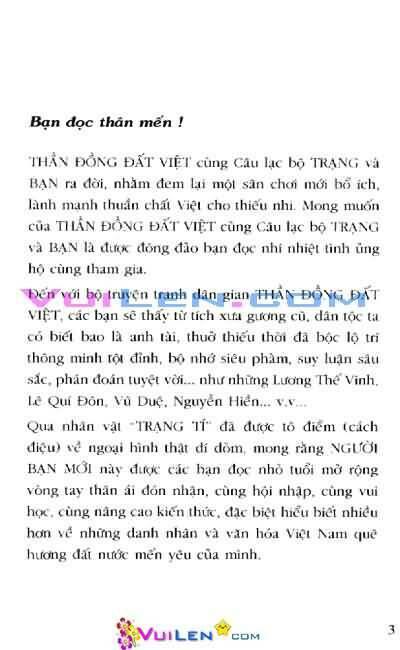 Bạn đọc thân mến !
THẦN ĐỒNG ĐẤT VIỆT cùng Câu lạc bộ TRẠNG và
BẠN ra đời, nhằm đem lại một sân chơi mới bổ ích,
lành mạnh thuần chất Việt cho thiếu nhi. Mong muốn
của THẦN ĐỒNG ĐẤT VIỆT cùng Câu lạc bộ TRẠNG
và BẠN là được đông đảo bạn đọc nhí nhiệt tình ủng
hộ cùng tham gia.
VUILEN.COM
Đến với bộ truyện tranh dân gian THẦN ĐỒNG ĐẤT
VIỆT, các bạn sẽ thấy từ tích xưa gương cũ, dân tộc ta
có biết bao là anh tài, thuở thiếu thời đã bộc lộ trí
thông minh tột đỉnh, bộ nhớ siêu phàm, suy luận sâu
sắc, phán đoán tuyệt vời... như những Lương Thế Vinh,
Lê Quí Đôn, Vũ Duệ, Nguyễn Hiền... v.v...
Qua nhân vật "TRẠNG TÍ" đã được tô điểm (cách
điệu) về ngoại hình thật dí dỏm, mong rằng NGƯỜI
BẠN MỚI này được các bạn đọc nhỏ tuổi mở rộng
vòng tay thân ái đón nhận, cùng hội nhập, cùng vui
học, cùng nâng cao kiến thức, đặc biệt hiểu biết nhiều
hơn về những danh nhân và văn hóa Việt Nam quê
hương đất nước mến yêu của mình.
3
VUILEN.COM